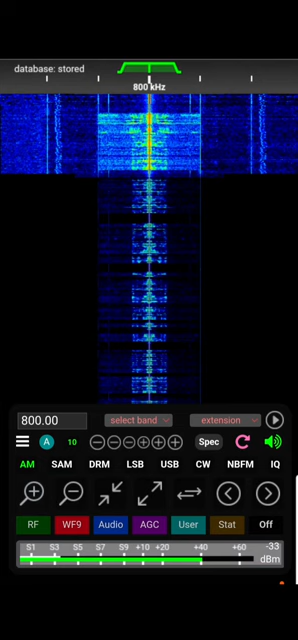 database: stored
800 kHz
800.00 select band extension
A 10 Spec
AM SAM DRM LSB USB CW NBFM IQ
RF WF9 Audio AGC User Stat Off
S1 S3 S5 S7 S9 +10 +20 +40 +60 -33
dBm